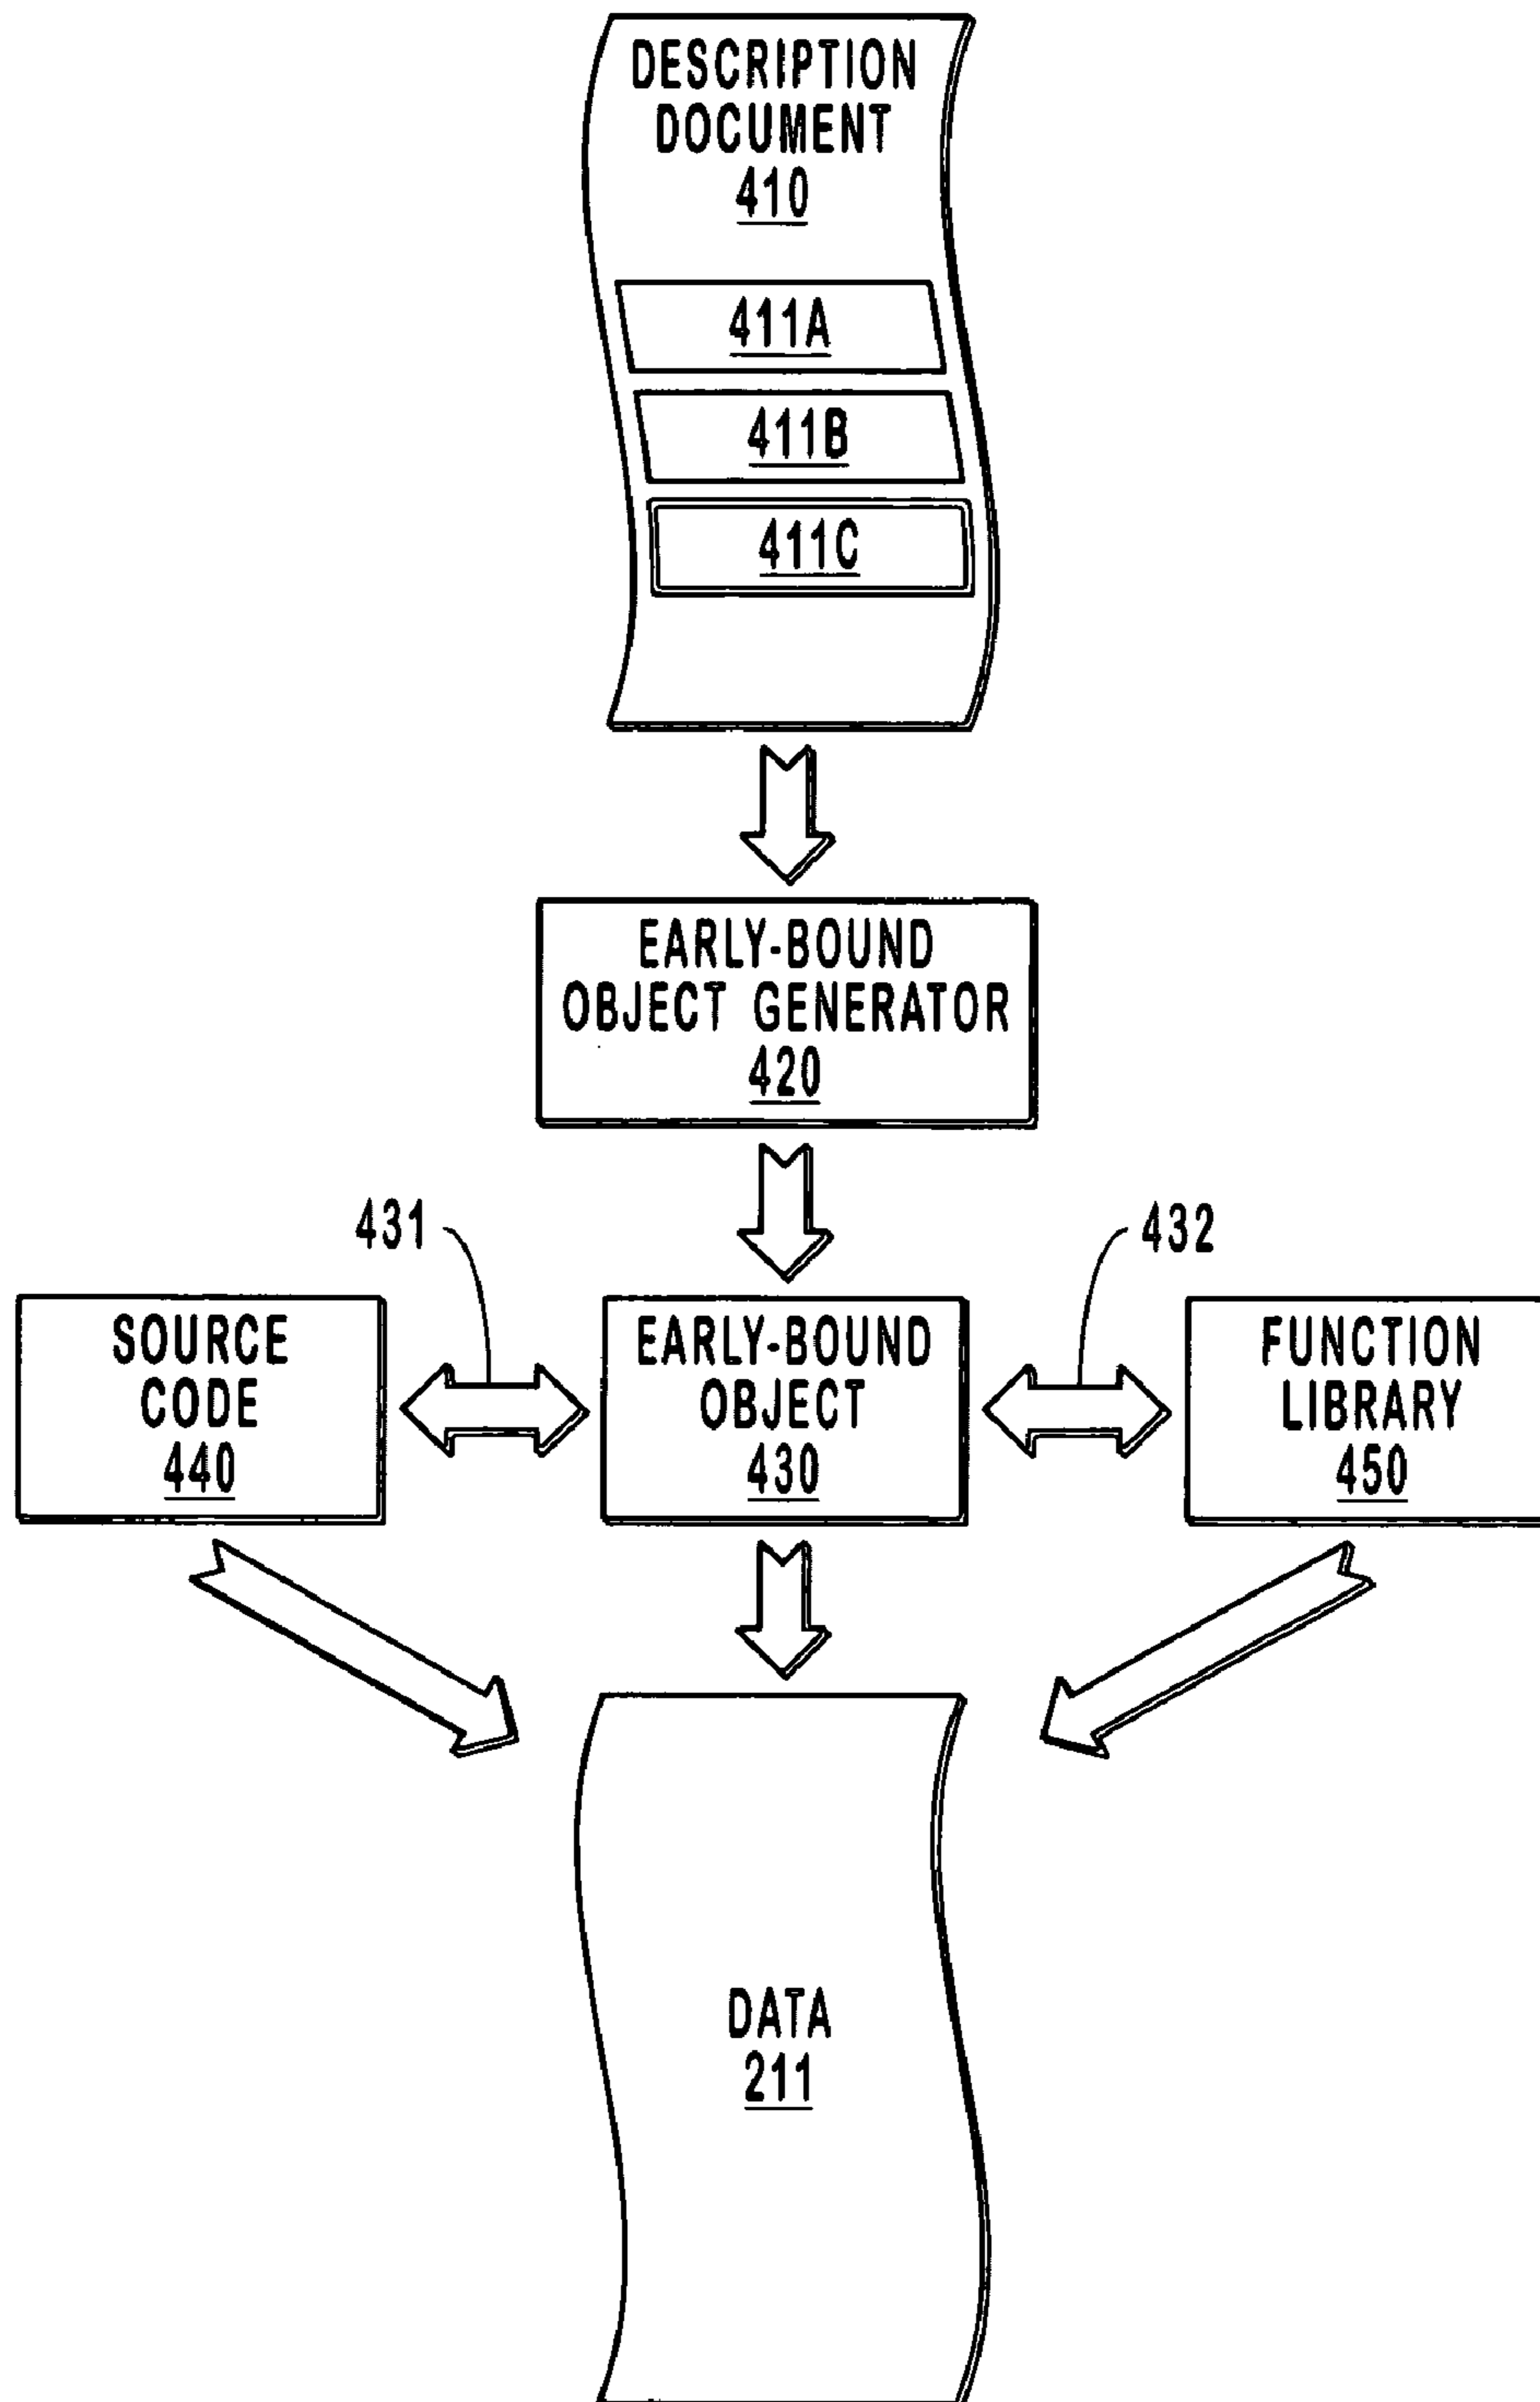 DESCRIPTION
DOCUMENT
410
411A
411B
411C
EARLY-BOUND
OBJECT GENERATOR
420
431
432
SOURCE
CODE
440
EARLY-BOUND
OBJECT
430
FUNCTION
LIBRARY
450
DATA
211